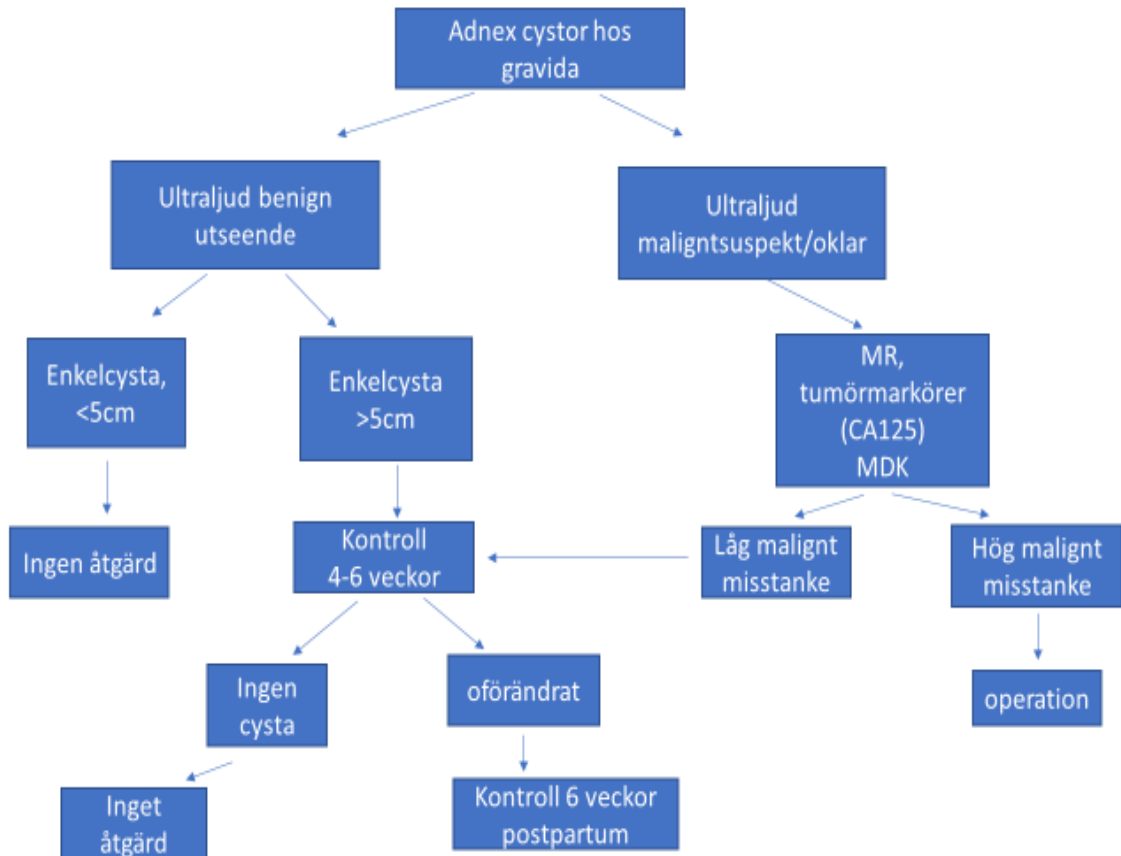 Adnex cystor hos
gravida
Ultraljud benign
utseende
Ultraljud
maligntsuspekt/oklar
Enkelcysta,
<5cm
Enkelcysta
>5cm
MR,
tumörmarkörer
(CA125)
MDK
Ingen åtgärd
Kontroll
4-6 veckor
Låg malignt
misstanke
Hög malignt
misstanke
Ingen
cysta
oförändrat
operation
Inget
åtgärd
Kontroll 6 veckor
postpartum